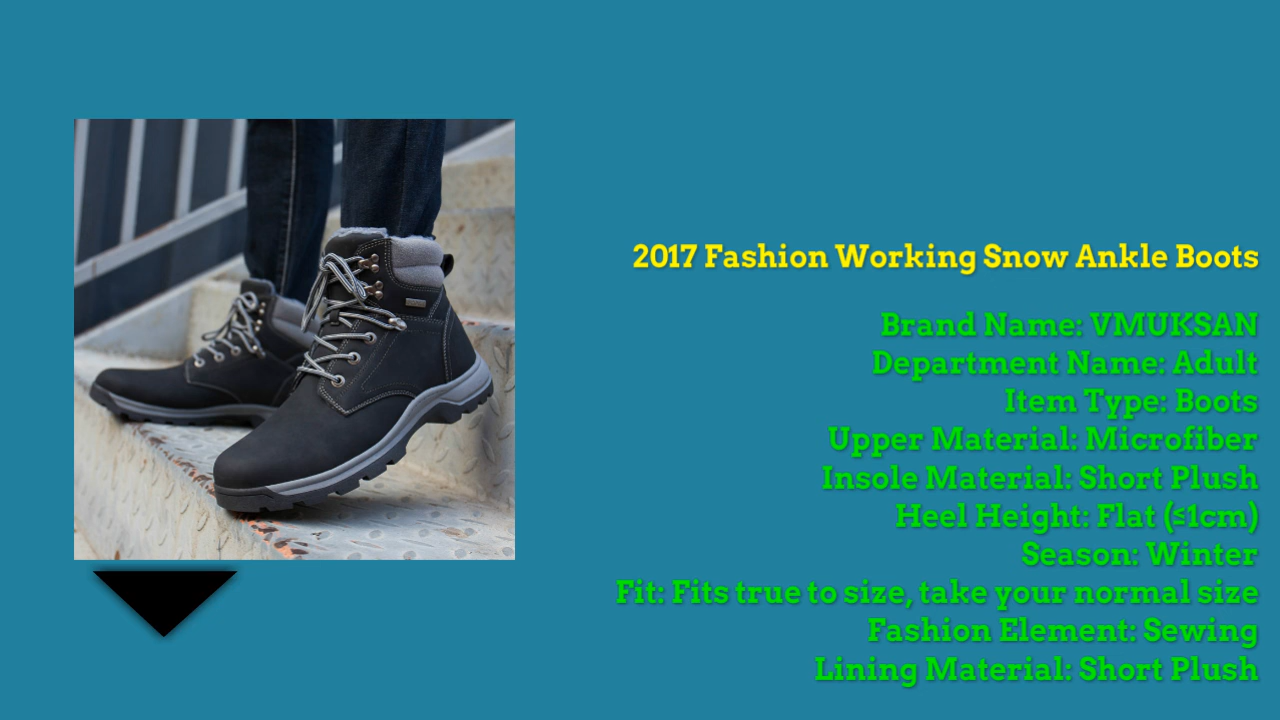 2017 Fashion Working Snow Ankle Boots
Brand Name: VMUKSAN
Department Name: Adult
Item Type: Boots
Upper Material: Microfiber
Insole Material: Short Plush
Heel Height: Flat (≤1cm)
Season: Winter
Fit: Fits true to size, take your normal size
Fashion Element: Sewing
Lining Material: Short Plush